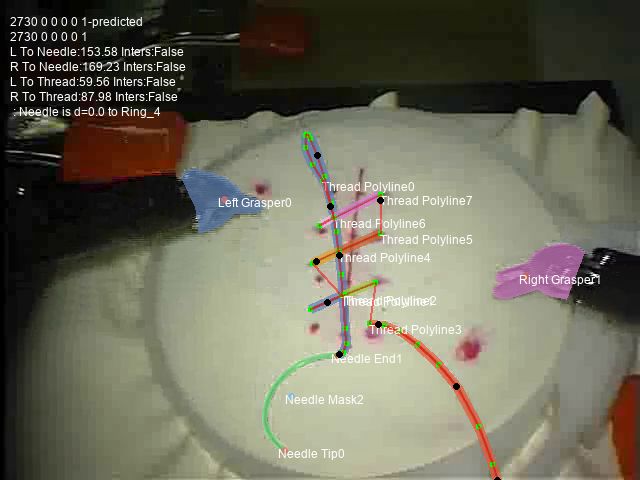 2730 0 0 0 0 1-predicted
2730 0 0 0 0 1
L To Needle:153.58 Inters:False
R To Needle:169.23 Inters:False
L To Thread:59.56 Inters:False
R To Thread:87.98 Inters:False
: Needle is d=0.0 to Ring_4
Thread Polyline0
Left Grasper0
Thread Polyline7
Thread Polyline6
Thread Polyline5
Thread Polyline4
Right Grasper1
Thread Polyline2
Thread Polyline3
Needle End1
Needle Mask2
Needle Tip0